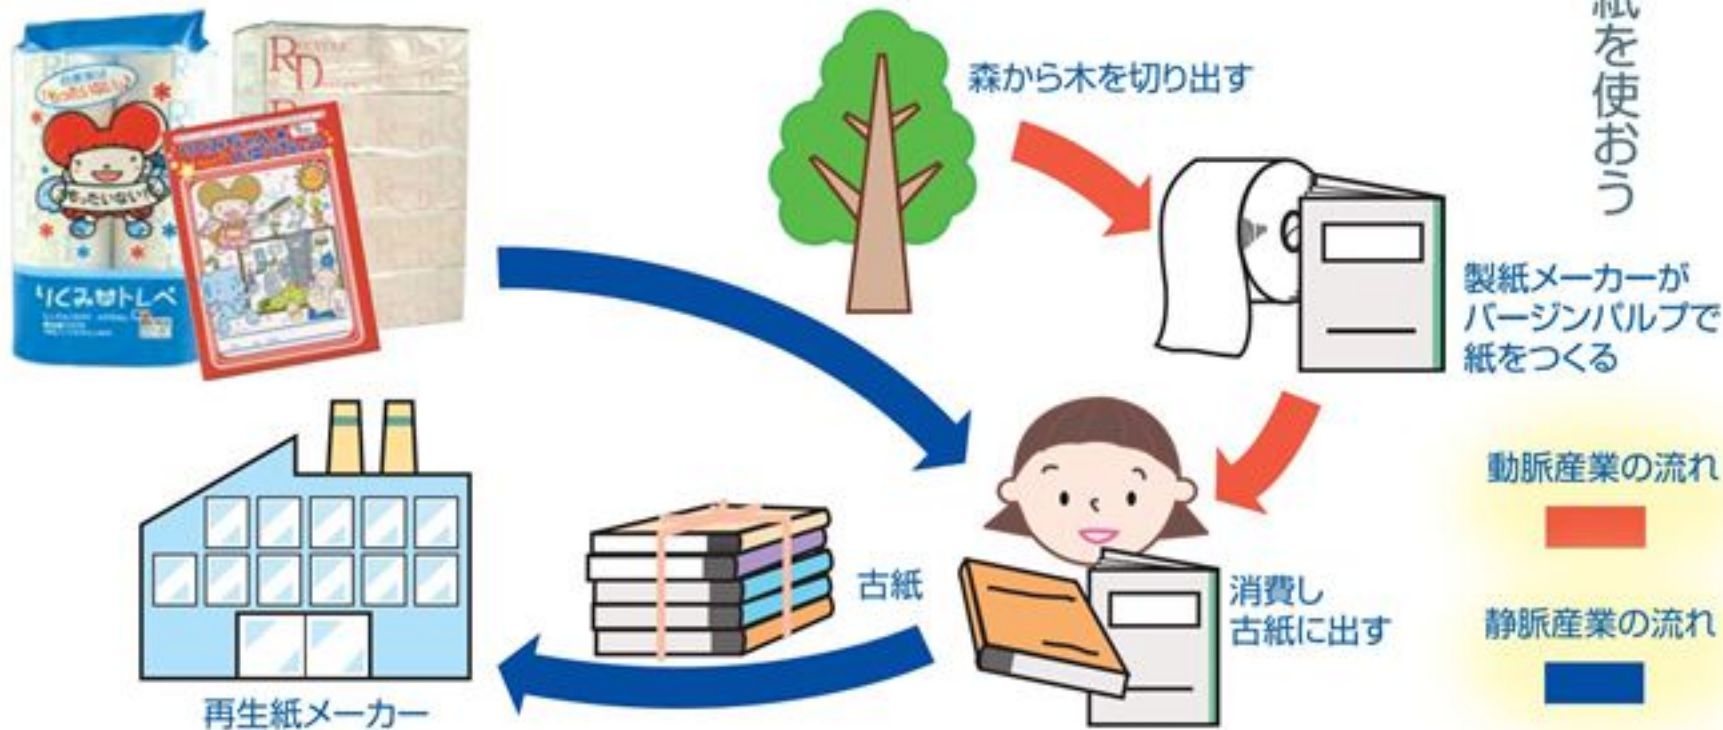 紙を使おう
森から木を切り出す
製紙メーカーが
バージンパルプで
紙をつくる
もったいない
りくみ
トレペ
動脈産業の流れ
静脈産業の流れ
古紙
消費し
古紙に出す
再生紙メーカー